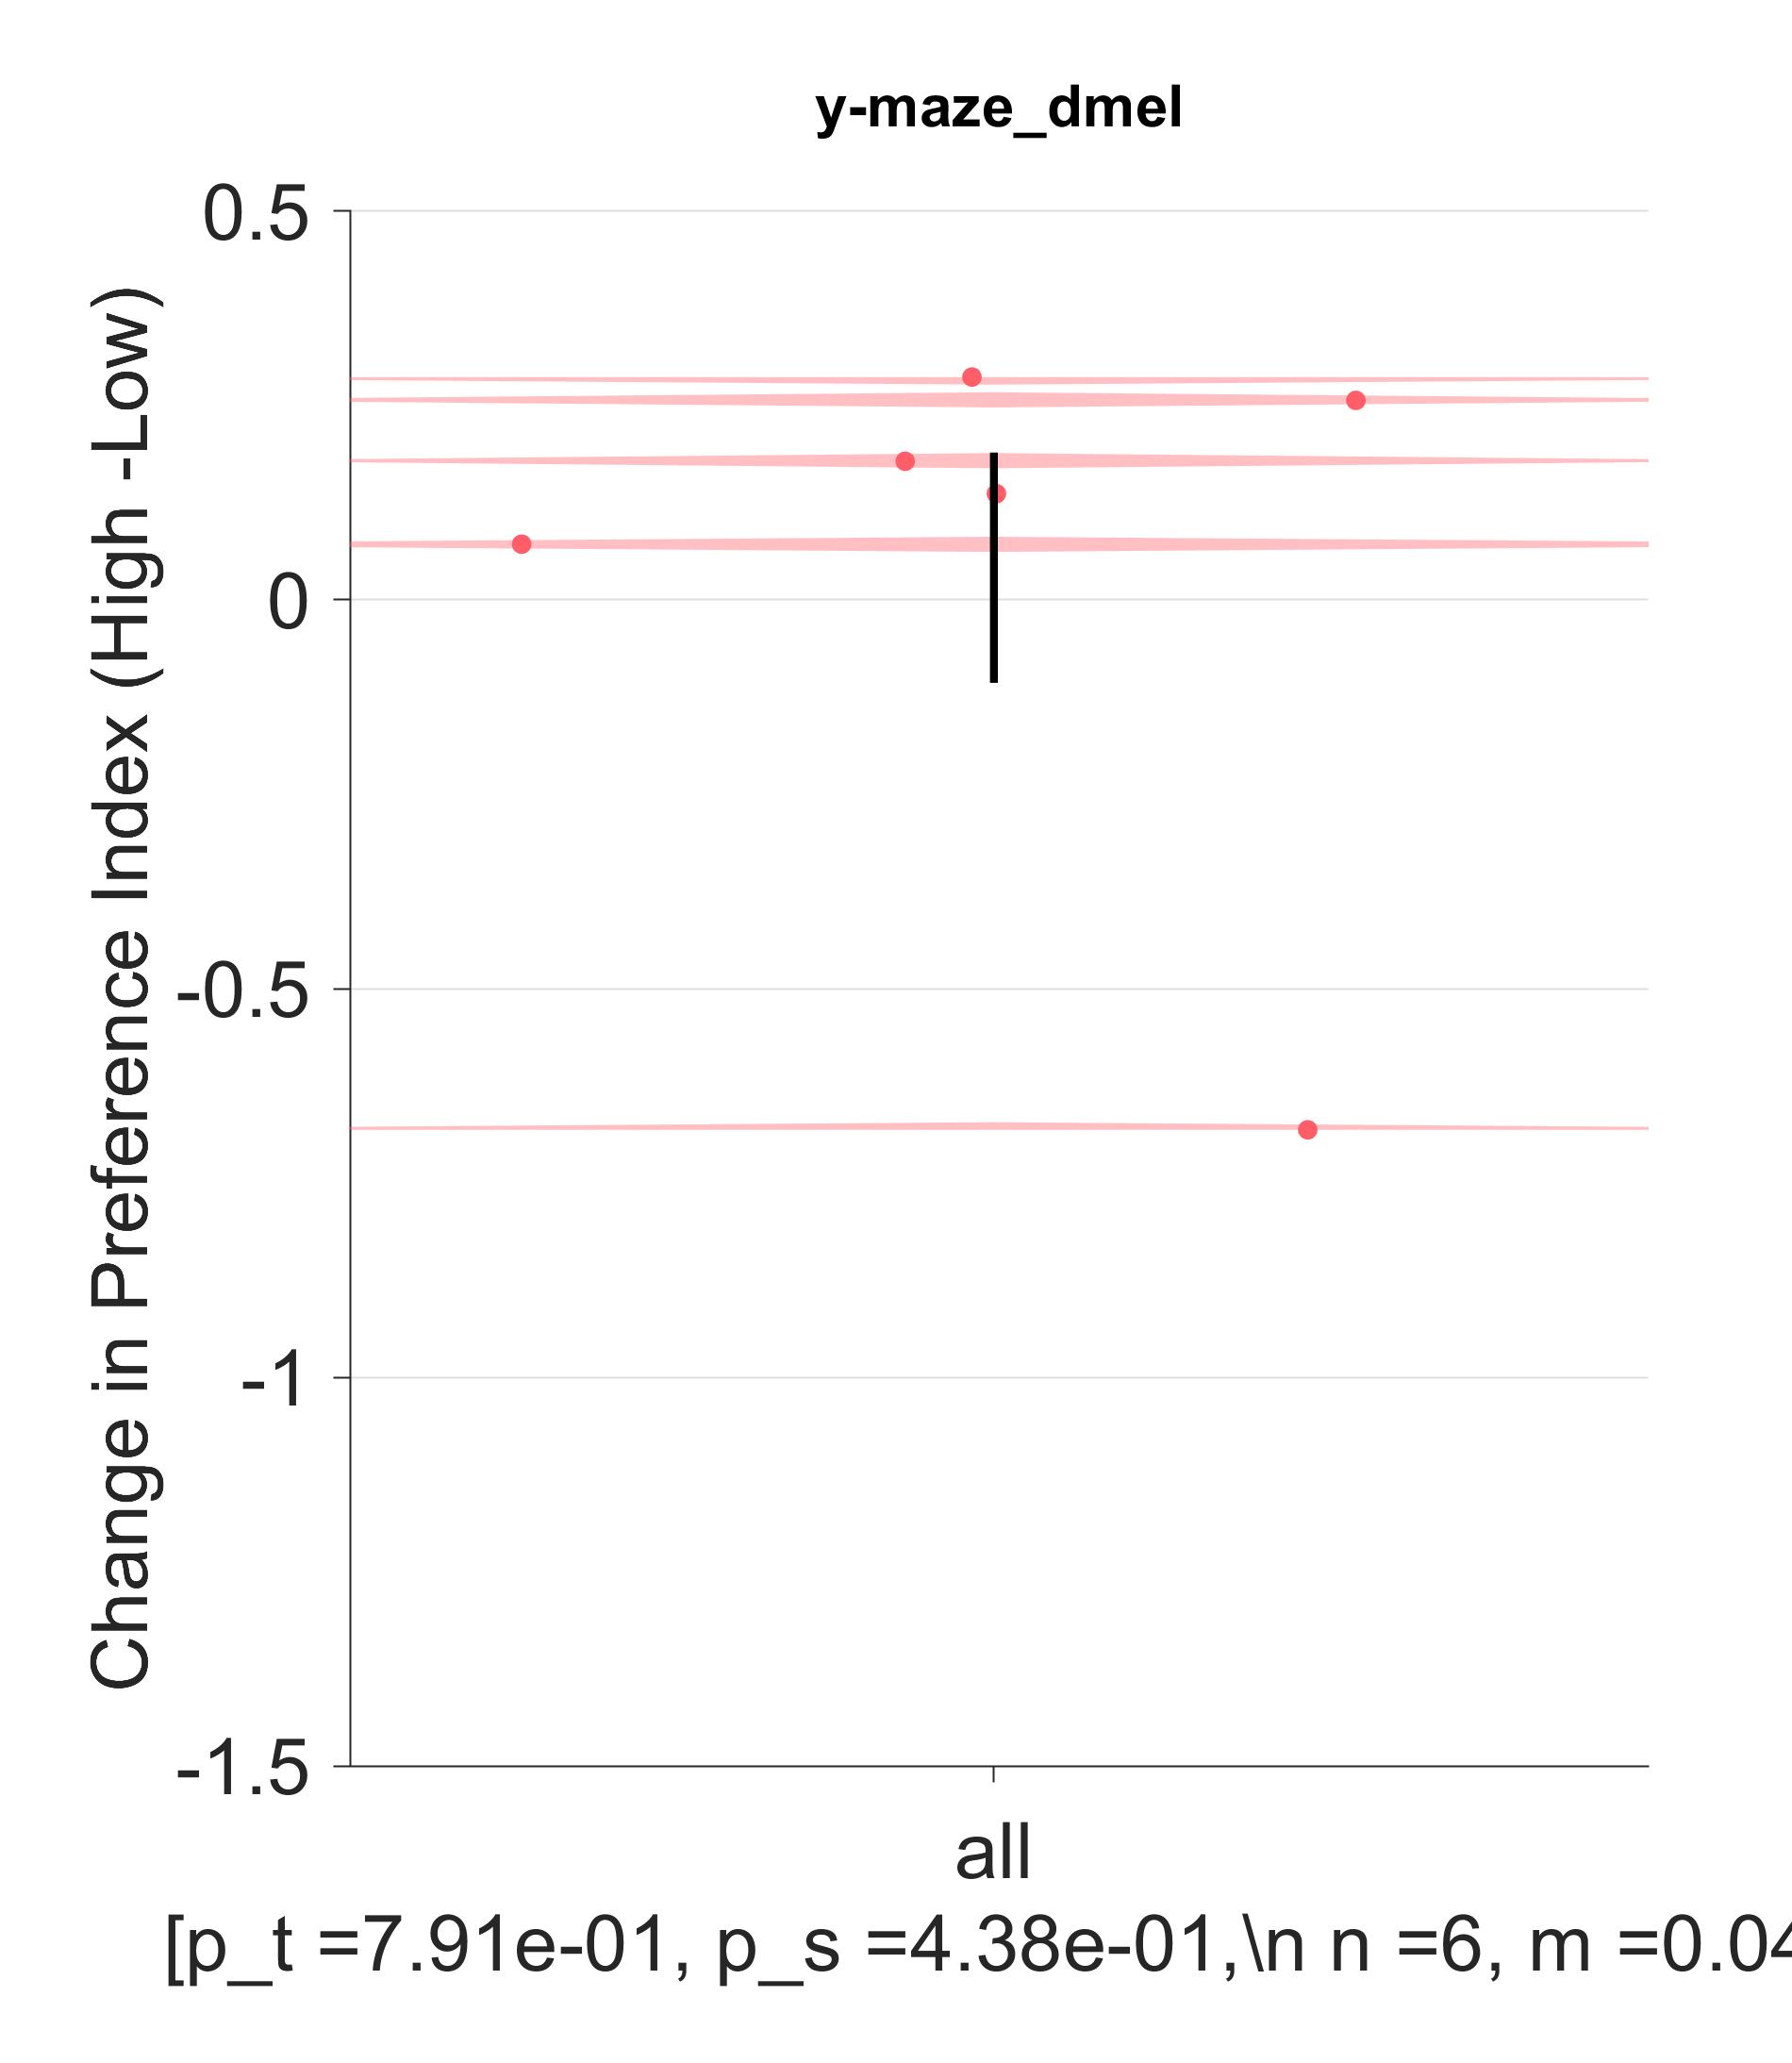 y-maze_dmel
Change in Preference Index (High -Low)
0.5
0
-0.5
-1
-1.5
all
[p_t =7.91e-01, p_s =4.38e-01,\n n =6, m =0.04